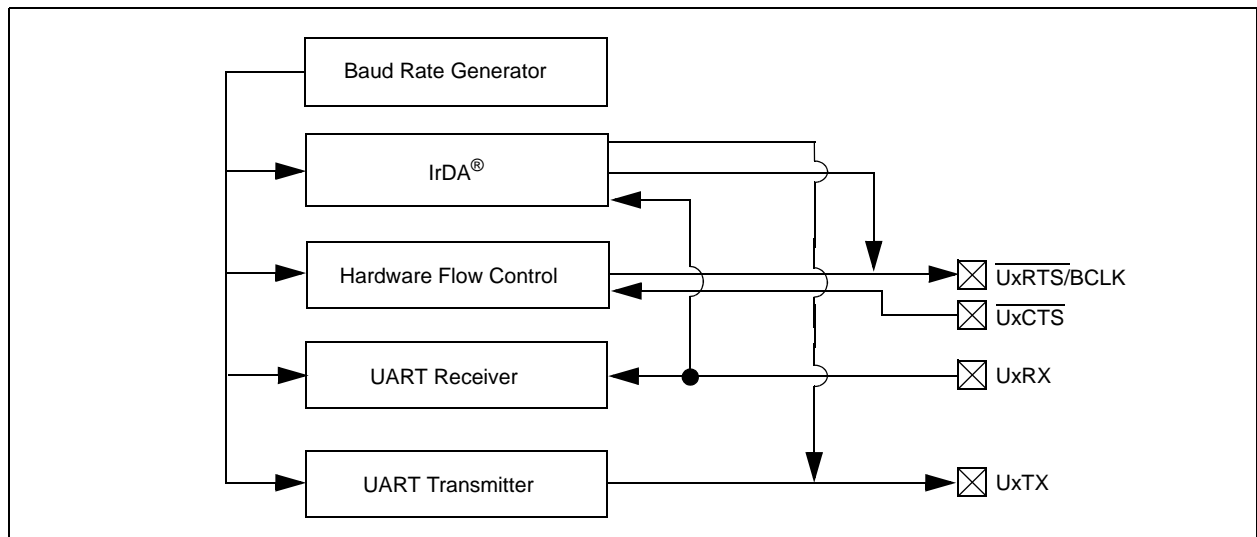 Baud Rate Generator
IrDA®
Hardware Flow Control
UxRTS/BCLK
UxCTS
UART Receiver
UxRX
UART Transmitter
UxTX